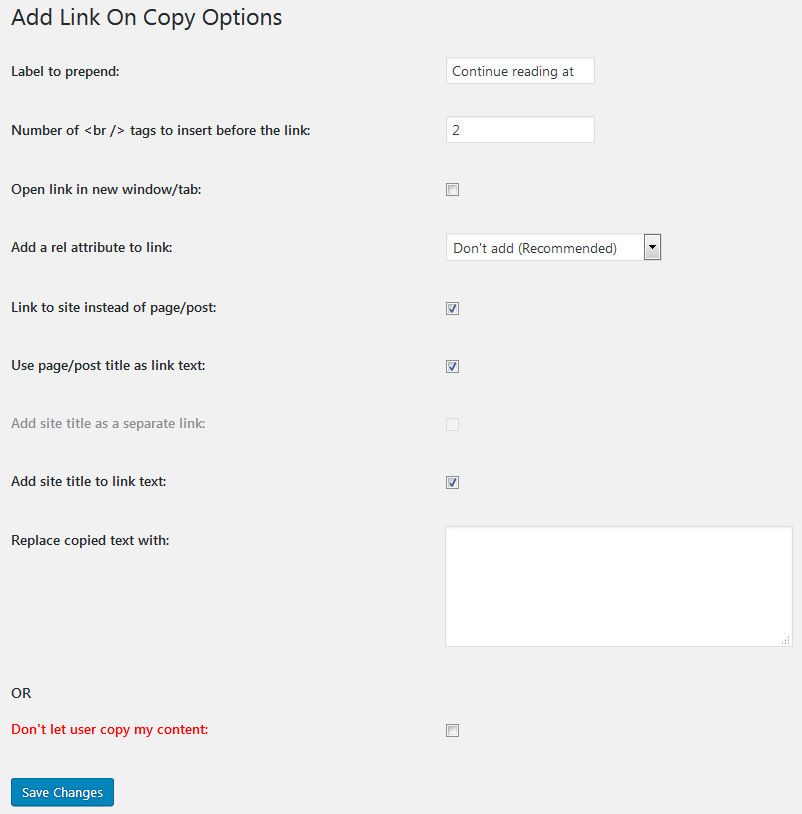 Add Link On Copy Options
Label to prepend: Continue reading at
Number of <br /> tags to insert before the link: 2
Open link in new window/tab:
Add a rel attribute to link: Don't add (Recommended)
Link to site instead of page/post:
Use page/post title as link text:
Add site title as a separate link:
Add site title to link text:
Replace copied text with:
OR
Don't let user copy my content:
Save Changes